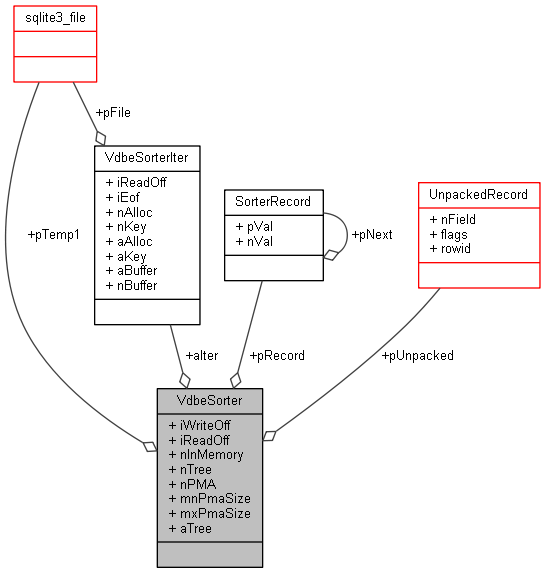 sqlite3_file
+pFile
VdbeSorterIter
+ iReadOff
+ iEof
+ nAlloc
+ nKey
+ aAlloc
+ aKey
+ aBuffer
+ nBuffer
SorterRecord
+ pVal
+ nVal
+pNext
UnpackedRecord
+ nField
+ flags
+ rowid
+pTemp1
+aIter
+pRecord
+pUnpacked
VdbeSorter
+ iWriteOff
+ iReadOff
+ nInMemory
+ nTree
+ nPMA
+ mnPmaSize
+ mxPmaSize
+ aTree